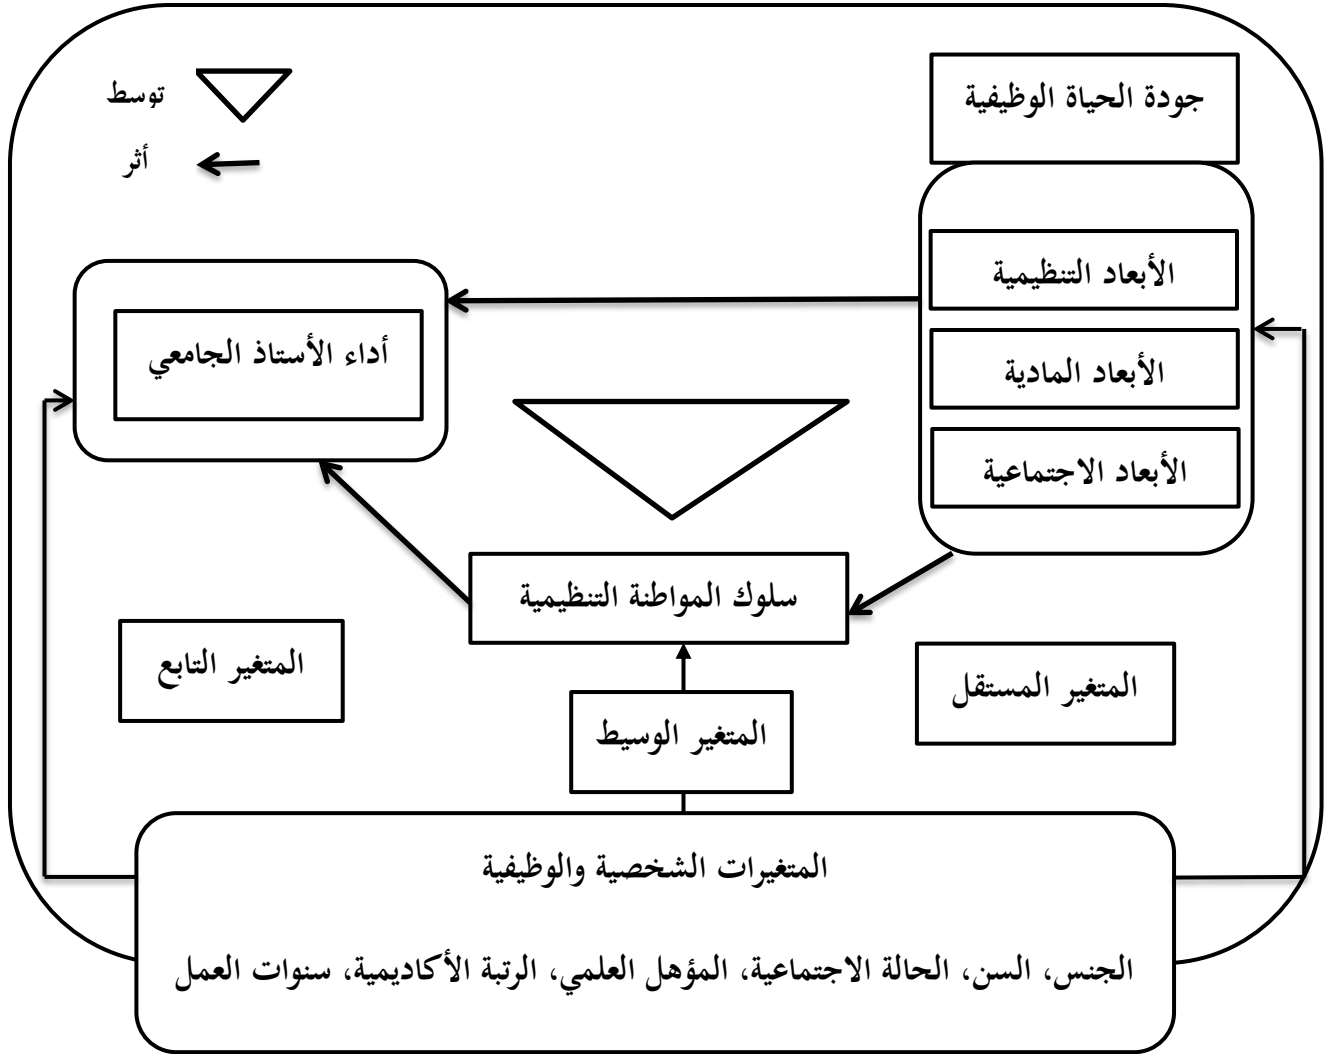 جودة الحياة الوظيفية
توسط
أثر
الأبعاد التنظيمية
أداء الأستاذ الجامعي
الأبعاد المادية
الأبعاد الاجتماعية
سلوك المواطنة التنظيمية
المتغير المستقل
المتغير التابع
المتغير الوسيط
المتغيرات الشخصية والوظيفية
الجنس، السن، الحالة الاجتماعية، المؤهل العلمي، الرتبة الأكاديمية، سنوات العمل